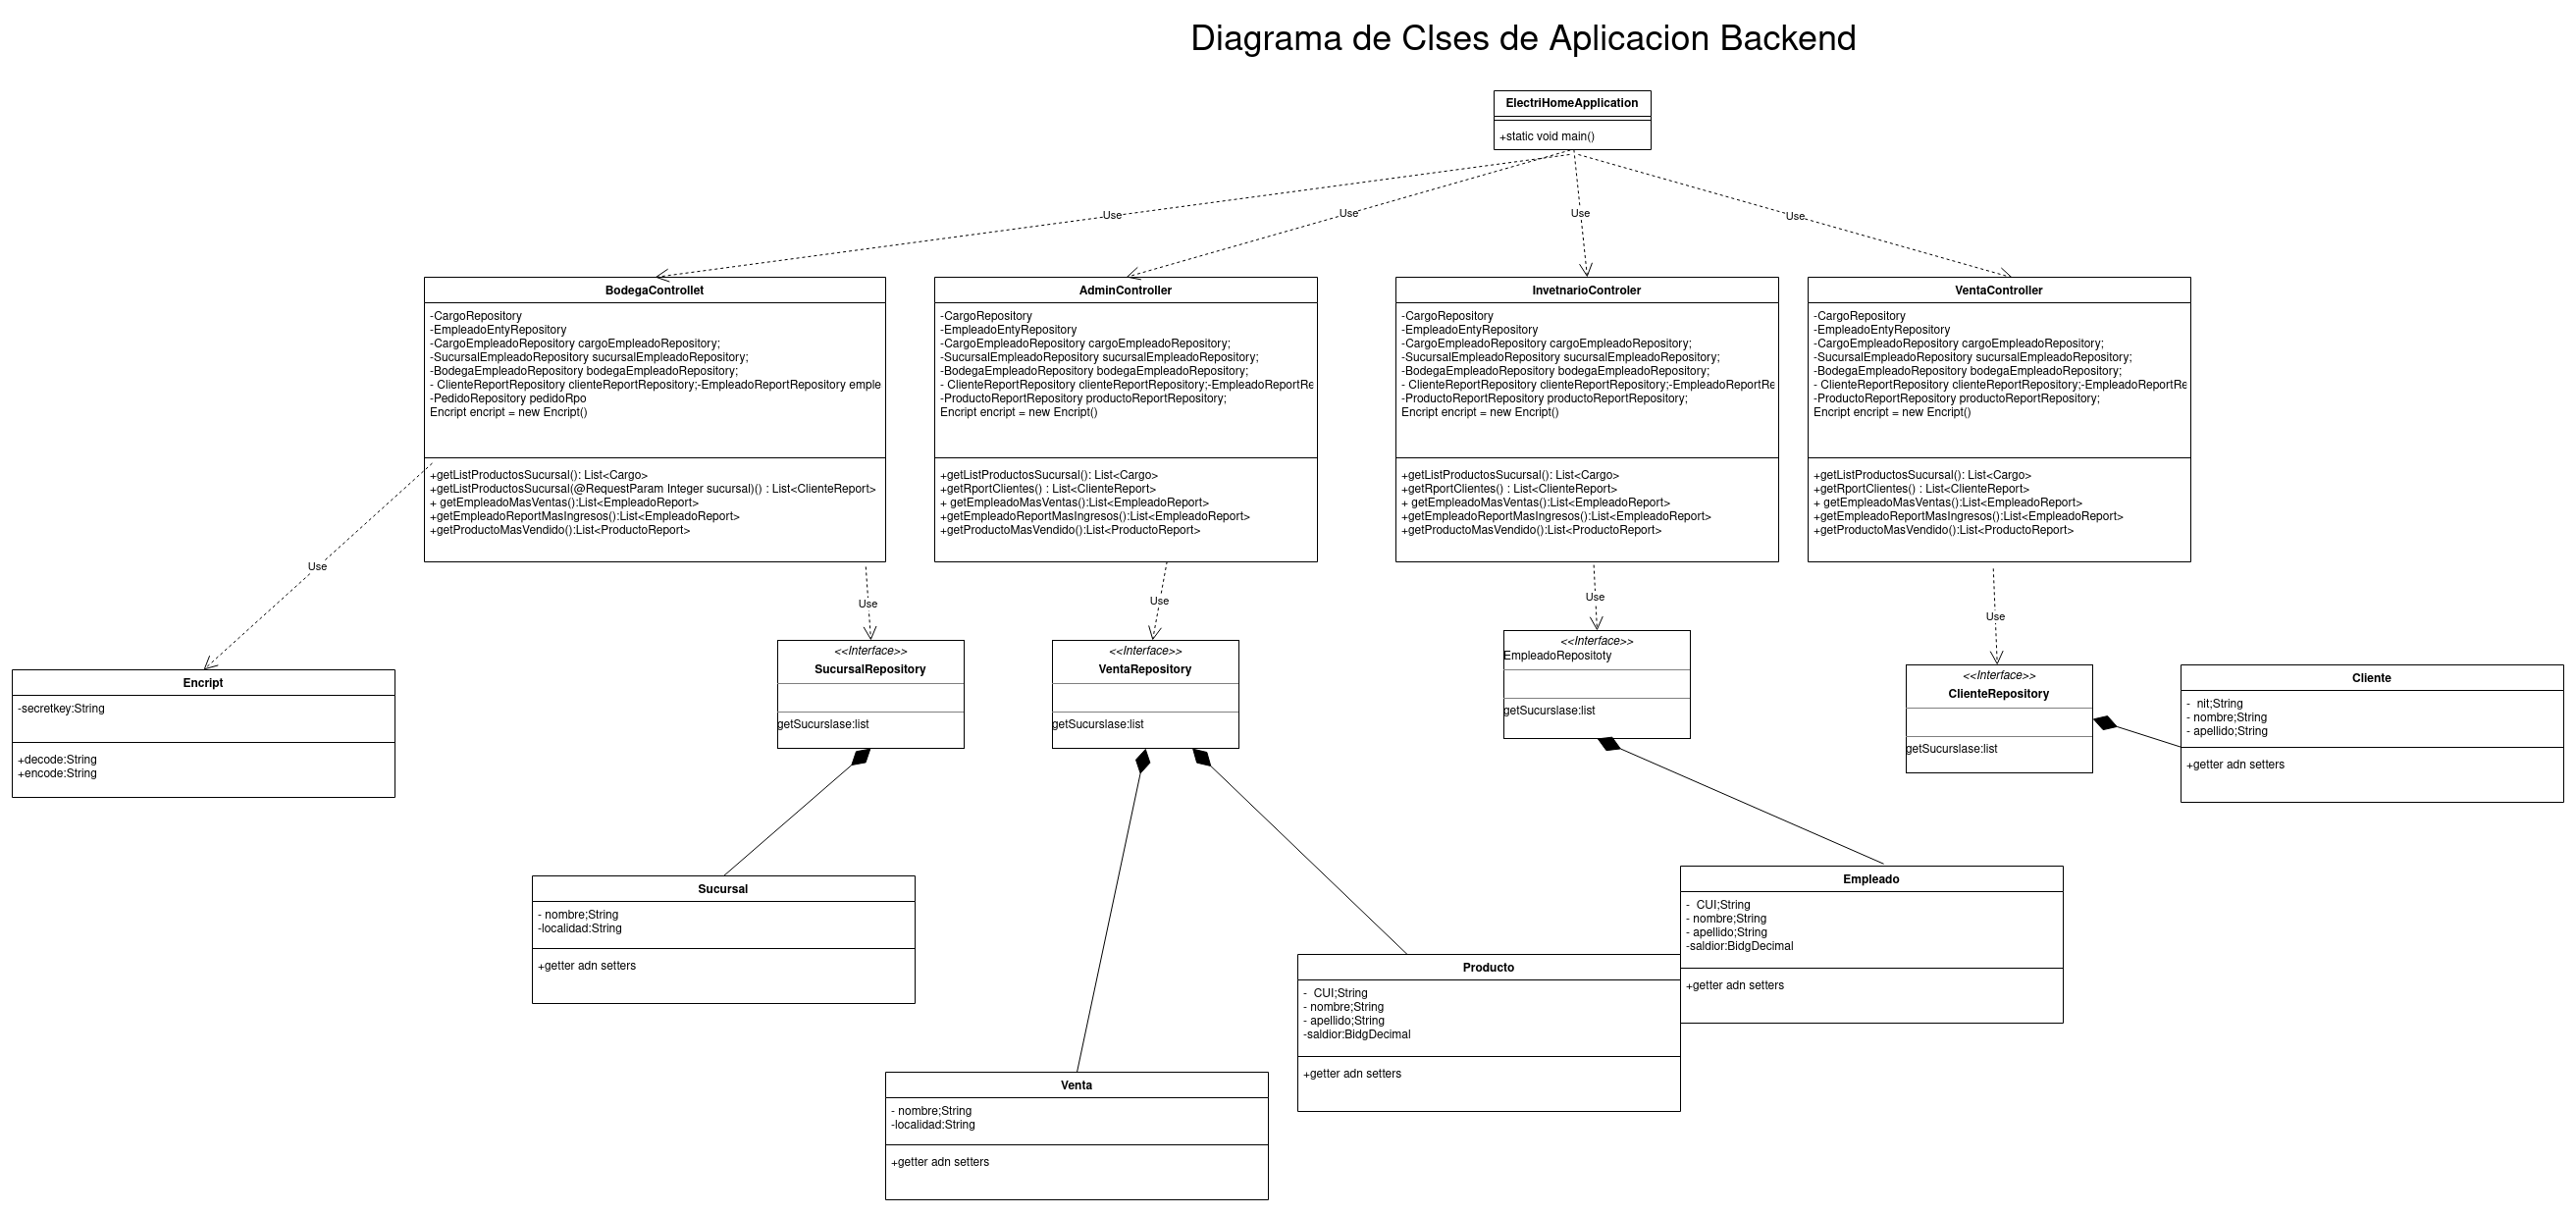 Diagrama de Clses de Aplicacion Backend
ElectriHomeApplication
+static void main()
Use
Use
Use
Use
BodegaControllet
-CargoRepository
-EmpleadoEntyRepository
-CargoEmpleadoRepository cargoEmpleadoRepository;
-SucursalEmpleadoRepository sucursalEmpleadoRepository;
-BodegaEmpleadoRepository bodegaEmpleadoRepository;
- ClienteReportRepository clienteReportRepository;-EmpleadoReportRepository emple
-PedidoRepository pedidoRpo
Encript encript = new Encript()
+getListProductosSucursal(): List<Cargo>
+getListProductosSucursal(@RequestParam Integer sucursal)() : List<ClienteReport>
+ getEmpleadoMasVentas():List<EmpleadoReport>
+getEmpleadoReportMasIngresos():List<EmpleadoReport>
+getProductoMasVendido():List<ProductoReport>
AdminController
-CargoRepository
-EmpleadoEntyRepository
-CargoEmpleadoRepository cargoEmpleadoRepository;
-SucursalEmpleadoRepository sucursalEmpleadoRepository;
-BodegaEmpleadoRepository bodegaEmpleadoRepository;
- ClienteReportRepository clienteReportRepository;-EmpleadoReportRe
-ProductoReportRepository productoReportRepository;
Encript encript = new Encript()
+getListProductosSucursal(): List<Cargo>
+getRportClientes() : List<ClienteReport>
+ getEmpleadoMasVentas():List<EmpleadoReport>
+getEmpleadoReportMasIngresos():List<EmpleadoReport>
+getProductoMasVendido():List<ProductoReport>
InvetnarioControler
-CargoRepository
-EmpleadoEntyRepository
-CargoEmpleadoRepository cargoEmpleadoRepository;
-SucursalEmpleadoRepository sucursalEmpleadoRepository;
-BodegaEmpleadoRepository bodegaEmpleadoRepository;
- ClienteReportRepository clienteReportRepository;-EmpleadoReportRe
-ProductoReportRepository productoReportRepository;
Encript encript = new Encript()
+getListProductosSucursal(): List<Cargo>
+getRportClientes() : List<ClienteReport>
+ getEmpleadoMasVentas():List<EmpleadoReport>
+getEmpleadoReportMasIngresos():List<EmpleadoReport>
+getProductoMasVendido():List<ProductoReport>
VentaController
-CargoRepository
-EmpleadoEntyRepository
-CargoEmpleadoRepository cargoEmpleadoRepository;
-SucursalEmpleadoRepository sucursalEmpleadoRepository;
-BodegaEmpleadoRepository bodegaEmpleadoRepository;
- ClienteReportRepository clienteReportRepository;-EmpleadoReportRe
-ProductoReportRepository productoReportRepository;
Encript encript = new Encript()
+getListProductosSucursal(): List<Cargo>
+getRportClientes() : List<ClienteReport>
+ getEmpleadoMasVentas():List<EmpleadoReport>
+getEmpleadoReportMasIngresos():List<EmpleadoReport>
+getProductoMasVendido():List<ProductoReport>
Use
Use
Use
Use
Use
Encript
-secretkey:String
+decode:String
+encode:String
<<Interface>>
SucursalRepository
getSucurslase:list
<<Interface>>
VentaRepository
getSucurslase:list
<<Interface>>
EmpleadoRepositoty
getSucurslase:list
<<Interface>>
ClienteRepository
getSucurslase:list
Cliente
-  nit;String
- nombre;String
- apellido;String
+getter adn setters
Sucursal
- nombre;String
-localidad:String
+getter adn setters
Empleado
-  CUI;String
- nombre;String
- apellido;String
-saldior:BidgDecimal
+getter adn setters
Producto
-  CUI;String
- nombre;String
- apellido;String
-saldior:BidgDecimal
+getter adn setters
Venta
- nombre;String
-localidad:String
+getter adn setters